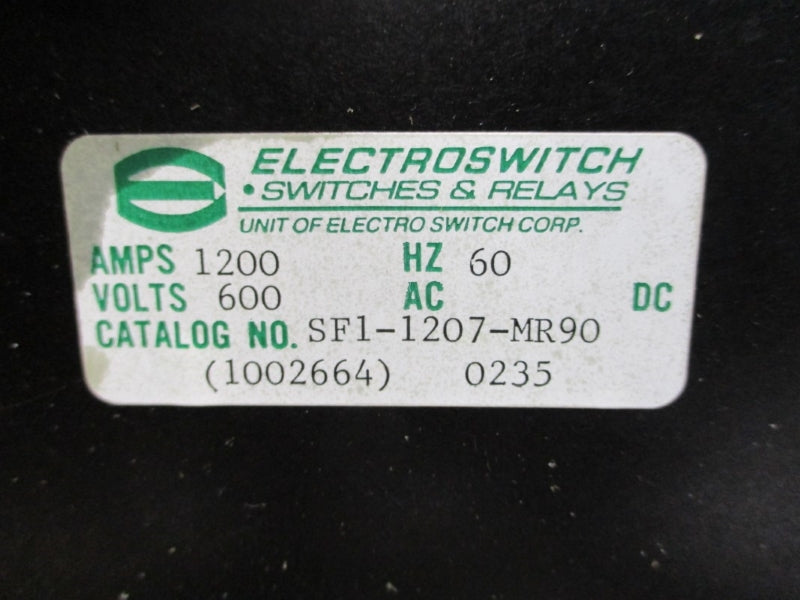 ELECTROSWITCH
• SWITCHES & RELAYS
UNIT OF ELECTRO SWITCH CORP.
AMPS 1200 HZ 60
VOLTS 600 AC DC
CATALOG NO. SF1-1207-MR90
(1002664) 0235